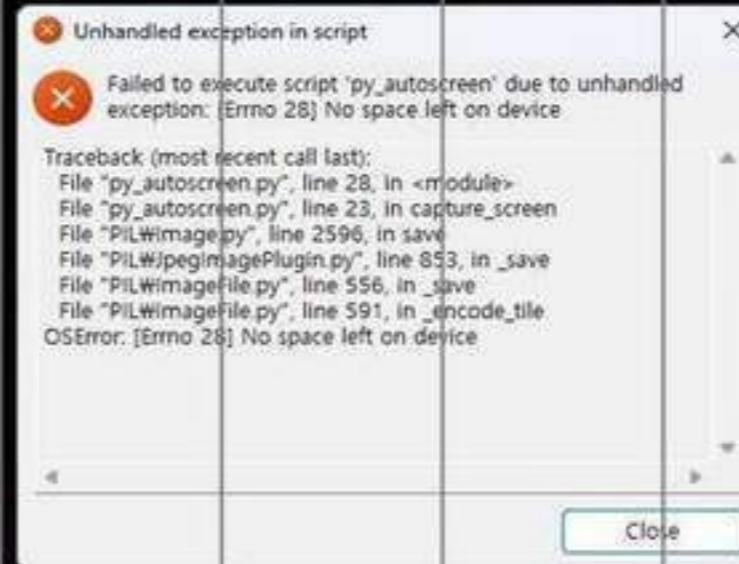 Unhandled exception in script
Failed to execute script 'py_autoscreen' due to unhandled
exception: [Errno 28] No space left on device
Traceback (most recent call last):
File "py_autoscreen.py", line 28, in <module>
File "py_autoscreen.py", line 23, in capture_screen
File "PIL₩Image.py", line 2596, in save
File "PIL₩JpegImagePlugin.py", line 853, in _save
File "PIL₩ImageFile.py", line 556, in _save
File "PIL₩ImageFile.py", line 591, in _encode_tile
OSError: [Errno 28] No space left on device
Close